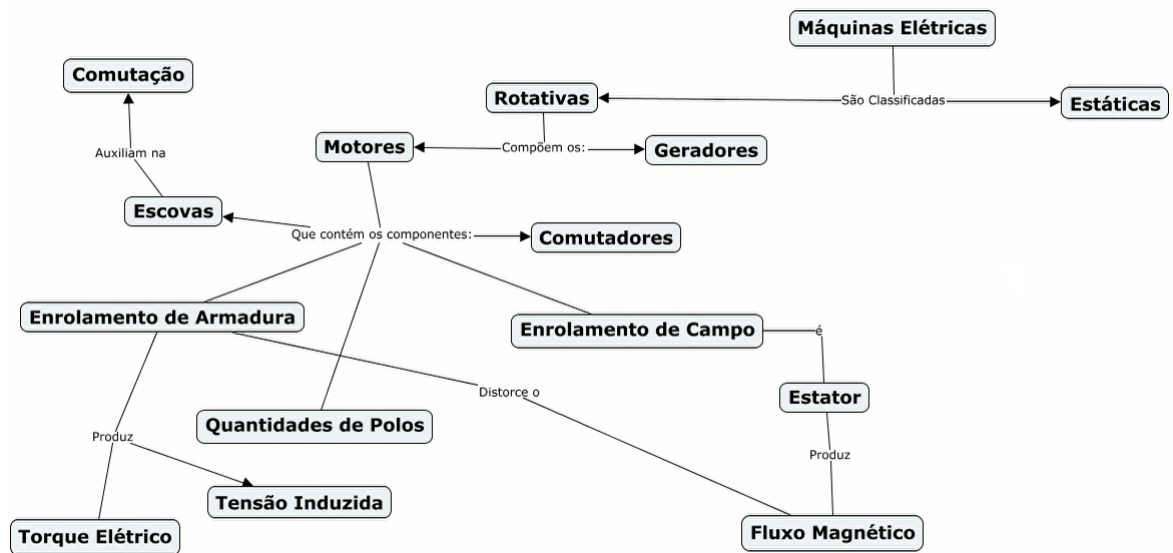 Máquinas Elétricas
Comutação
Rotativas
São Classificadas
Estáticas
Motores
Compõem os:
Geradores
Auxiliam na
Escovas
Que contém os componentes:
Comutadores
Enrolamento de Armadura
Enrolamento de Campo
é
Distorce o
Estator
Quantidades de Polos
Produz
Produz
Tensão Induzida
Torque Elétrico
Fluxo Magnético